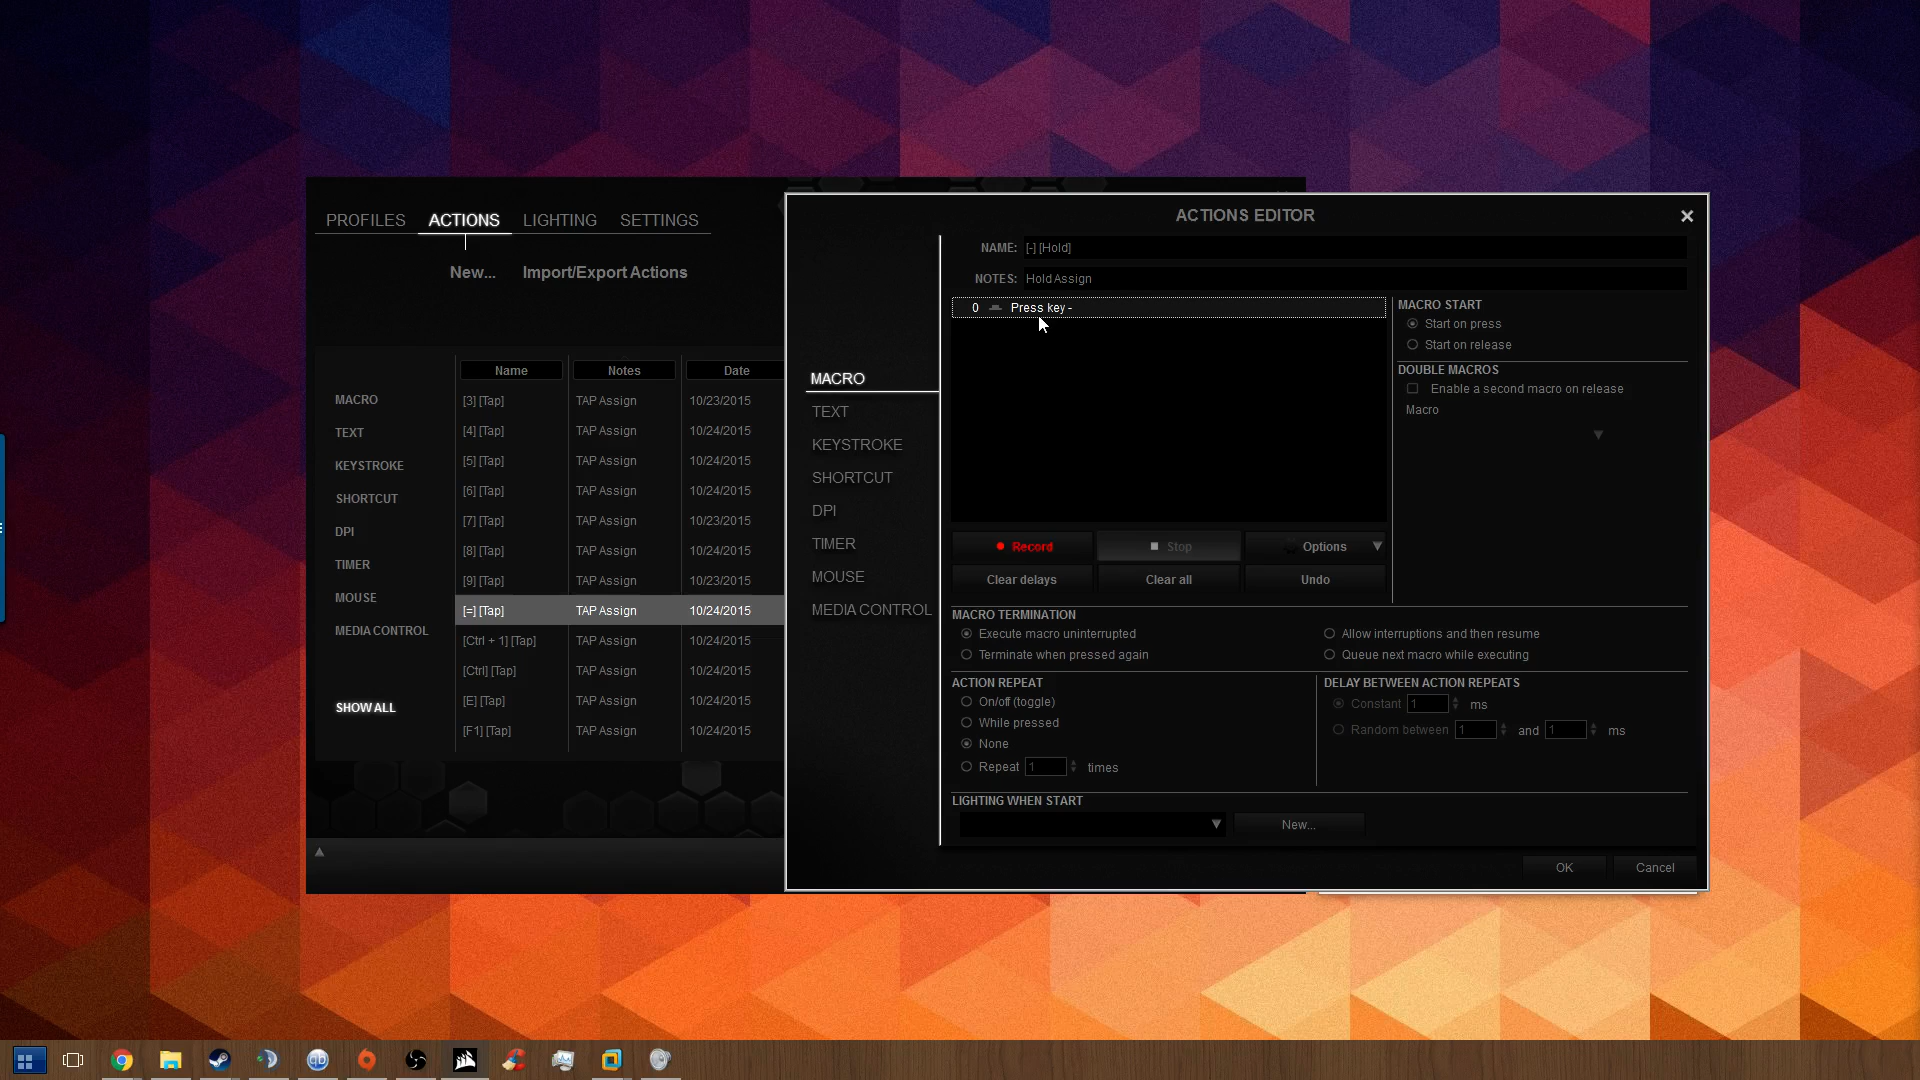 PROFILES ACTIONS LIGHTING SETTINGS
New... Import/Export Actions
Name Notes Date
MACRO
TEXT
KEYSTROKE
SHORTCUT
DPI
TIMER
MOUSE
MEDIA CONTROL
SHOW ALL
[3] [Tap] TAP Assign 10/23/2015
[4] [Tap] TAP Assign 10/24/2015
[5] [Tap] TAP Assign 10/24/2015
[6] [Tap] TAP Assign 10/24/2015
[7] [Tap] TAP Assign 10/23/2015
[8] [Tap] TAP Assign 10/24/2015
[9] [Tap] TAP Assign 10/23/2015
[=] [Tap] TAP Assign 10/24/2015
[Ctrl + 1] [Tap] TAP Assign 10/24/2015
[Ctrl] [Tap] TAP Assign 10/24/2015
[E] [Tap] TAP Assign 10/24/2015
[F1] [Tap] TAP Assign 10/24/2015
ACTIONS EDITOR
NAME: [-] [Hold]
NOTES: Hold Assign
MACRO
TEXT
KEYSTROKE
SHORTCUT
DPI
TIMER
MOUSE
MEDIA CONTROL
0 Press key -
MACRO START
Start on press
Start on release
DOUBLE MACROS
Enable a second macro on release
Macro
Record Stop Options
Clear delays Clear all Undo
MACRO TERMINATION
Execute macro uninterrupted Allow interruptions and then resume
Terminate when pressed again Queue next macro while executing
ACTION REPEAT
On/off (toggle)
While pressed
None
Repeat 1 times
DELAY BETWEEN ACTION REPEATS
Constant 1 ms
Random between 1 and 1 ms
LIGHTING WHEN START
New...
OK Cancel